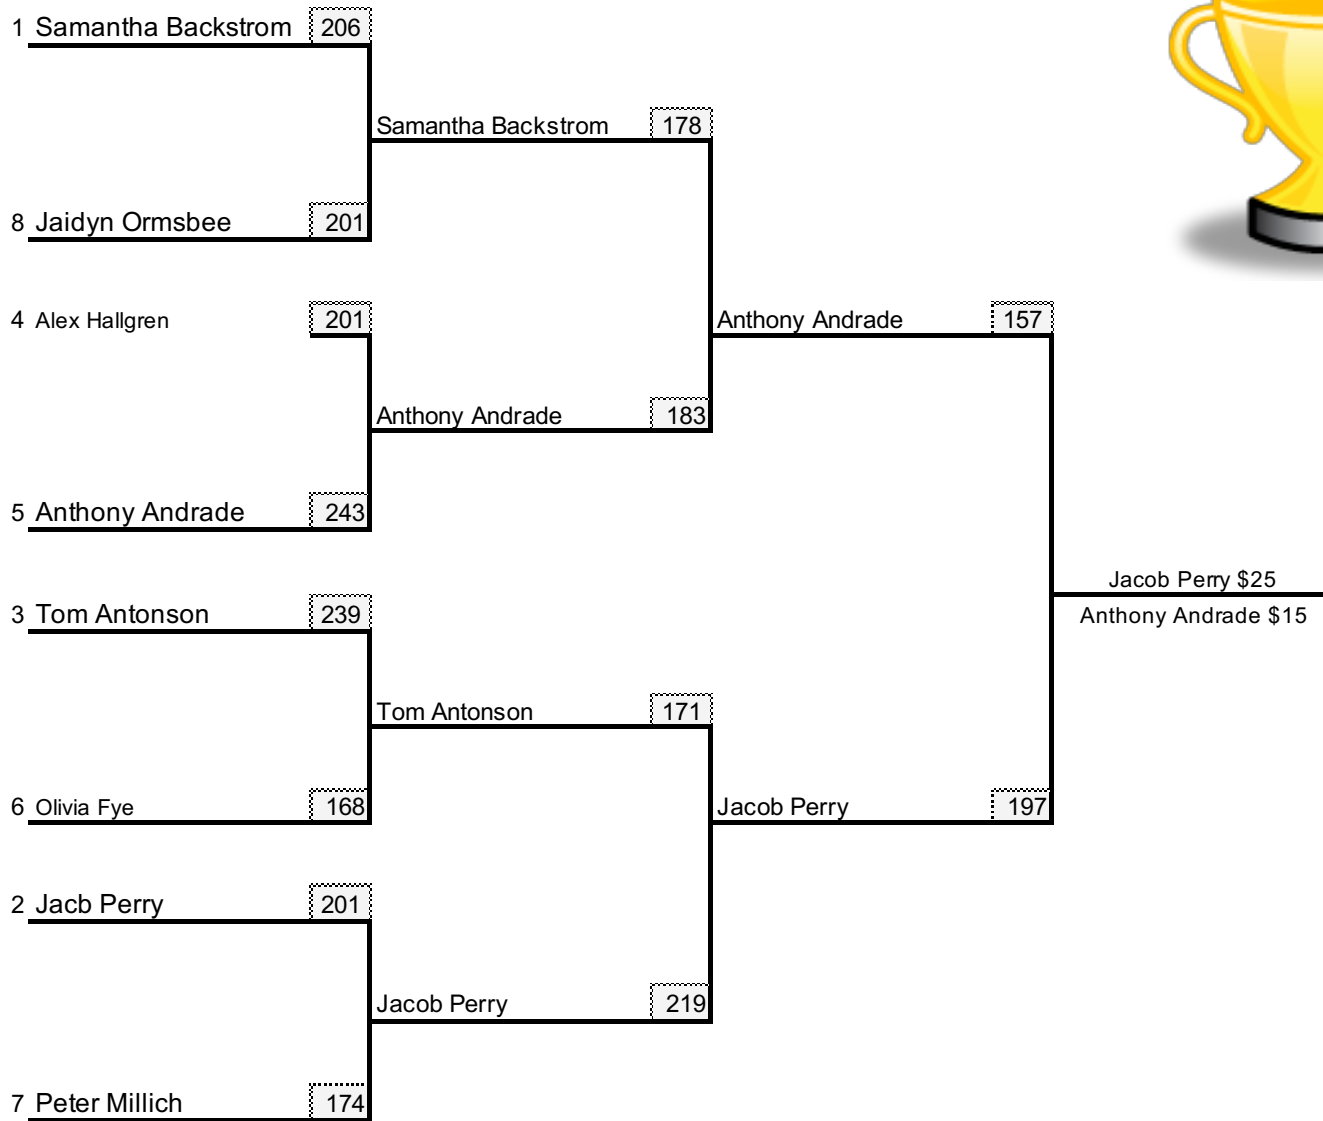 1 Samantha Backstrom 206
Samantha Backstrom 178
8 Jaidyn Ormsbee 201
4 Alex Hallgren 201
Anthony Andrade 157
Anthony Andrade 183
5 Anthony Andrade 243
Jacob Perry $25
3 Tom Antonson 239
Anthony Andrade $15
Tom Antonson 171
6 Olivia Fye 168
Jacob Perry 197
2 Jacb Perry 201
Jacob Perry 219
7 Peter Millich 174